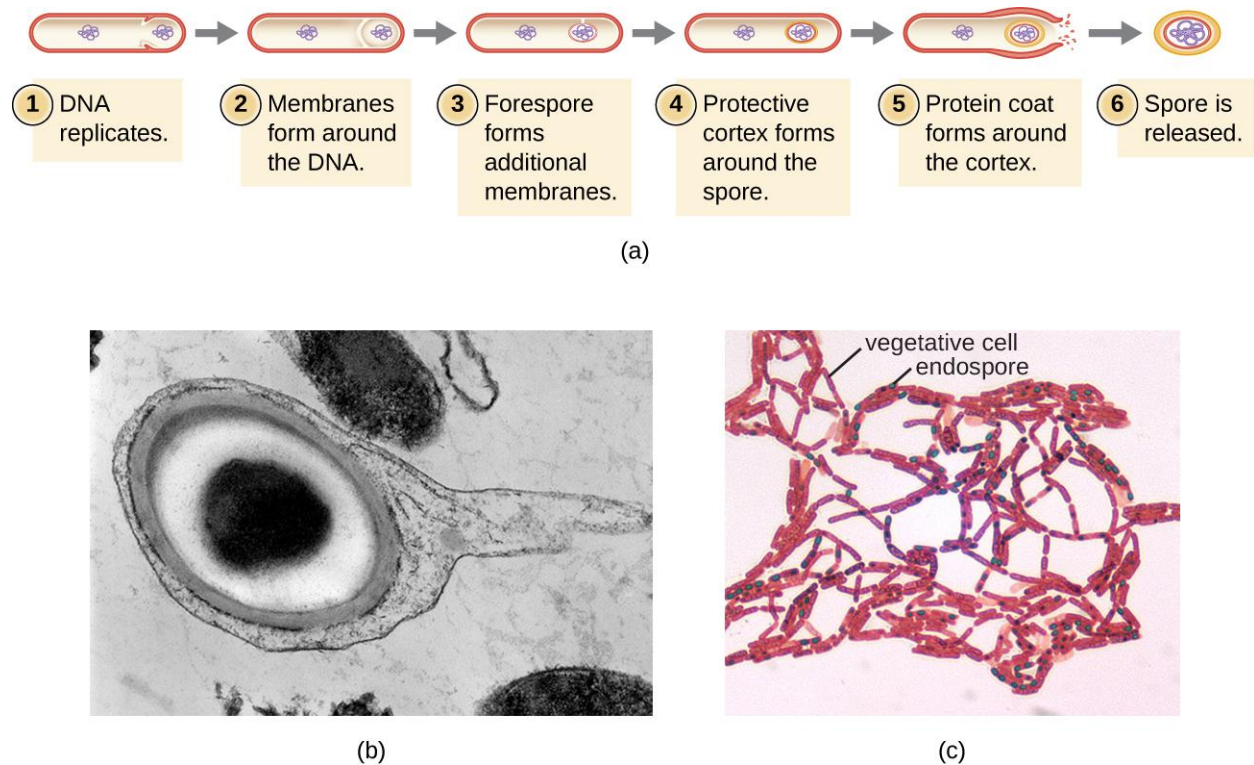 1 DNA
replicates.
2 Membranes
form around
the DNA.
3 Forespore
forms
additional
membranes.
4 Protective
cortex forms
around the
spore.
5 Protein coat
forms around
the cortex.
6 Spore is
released.
(a)
vegetative cell
endospore
(b)
(c)